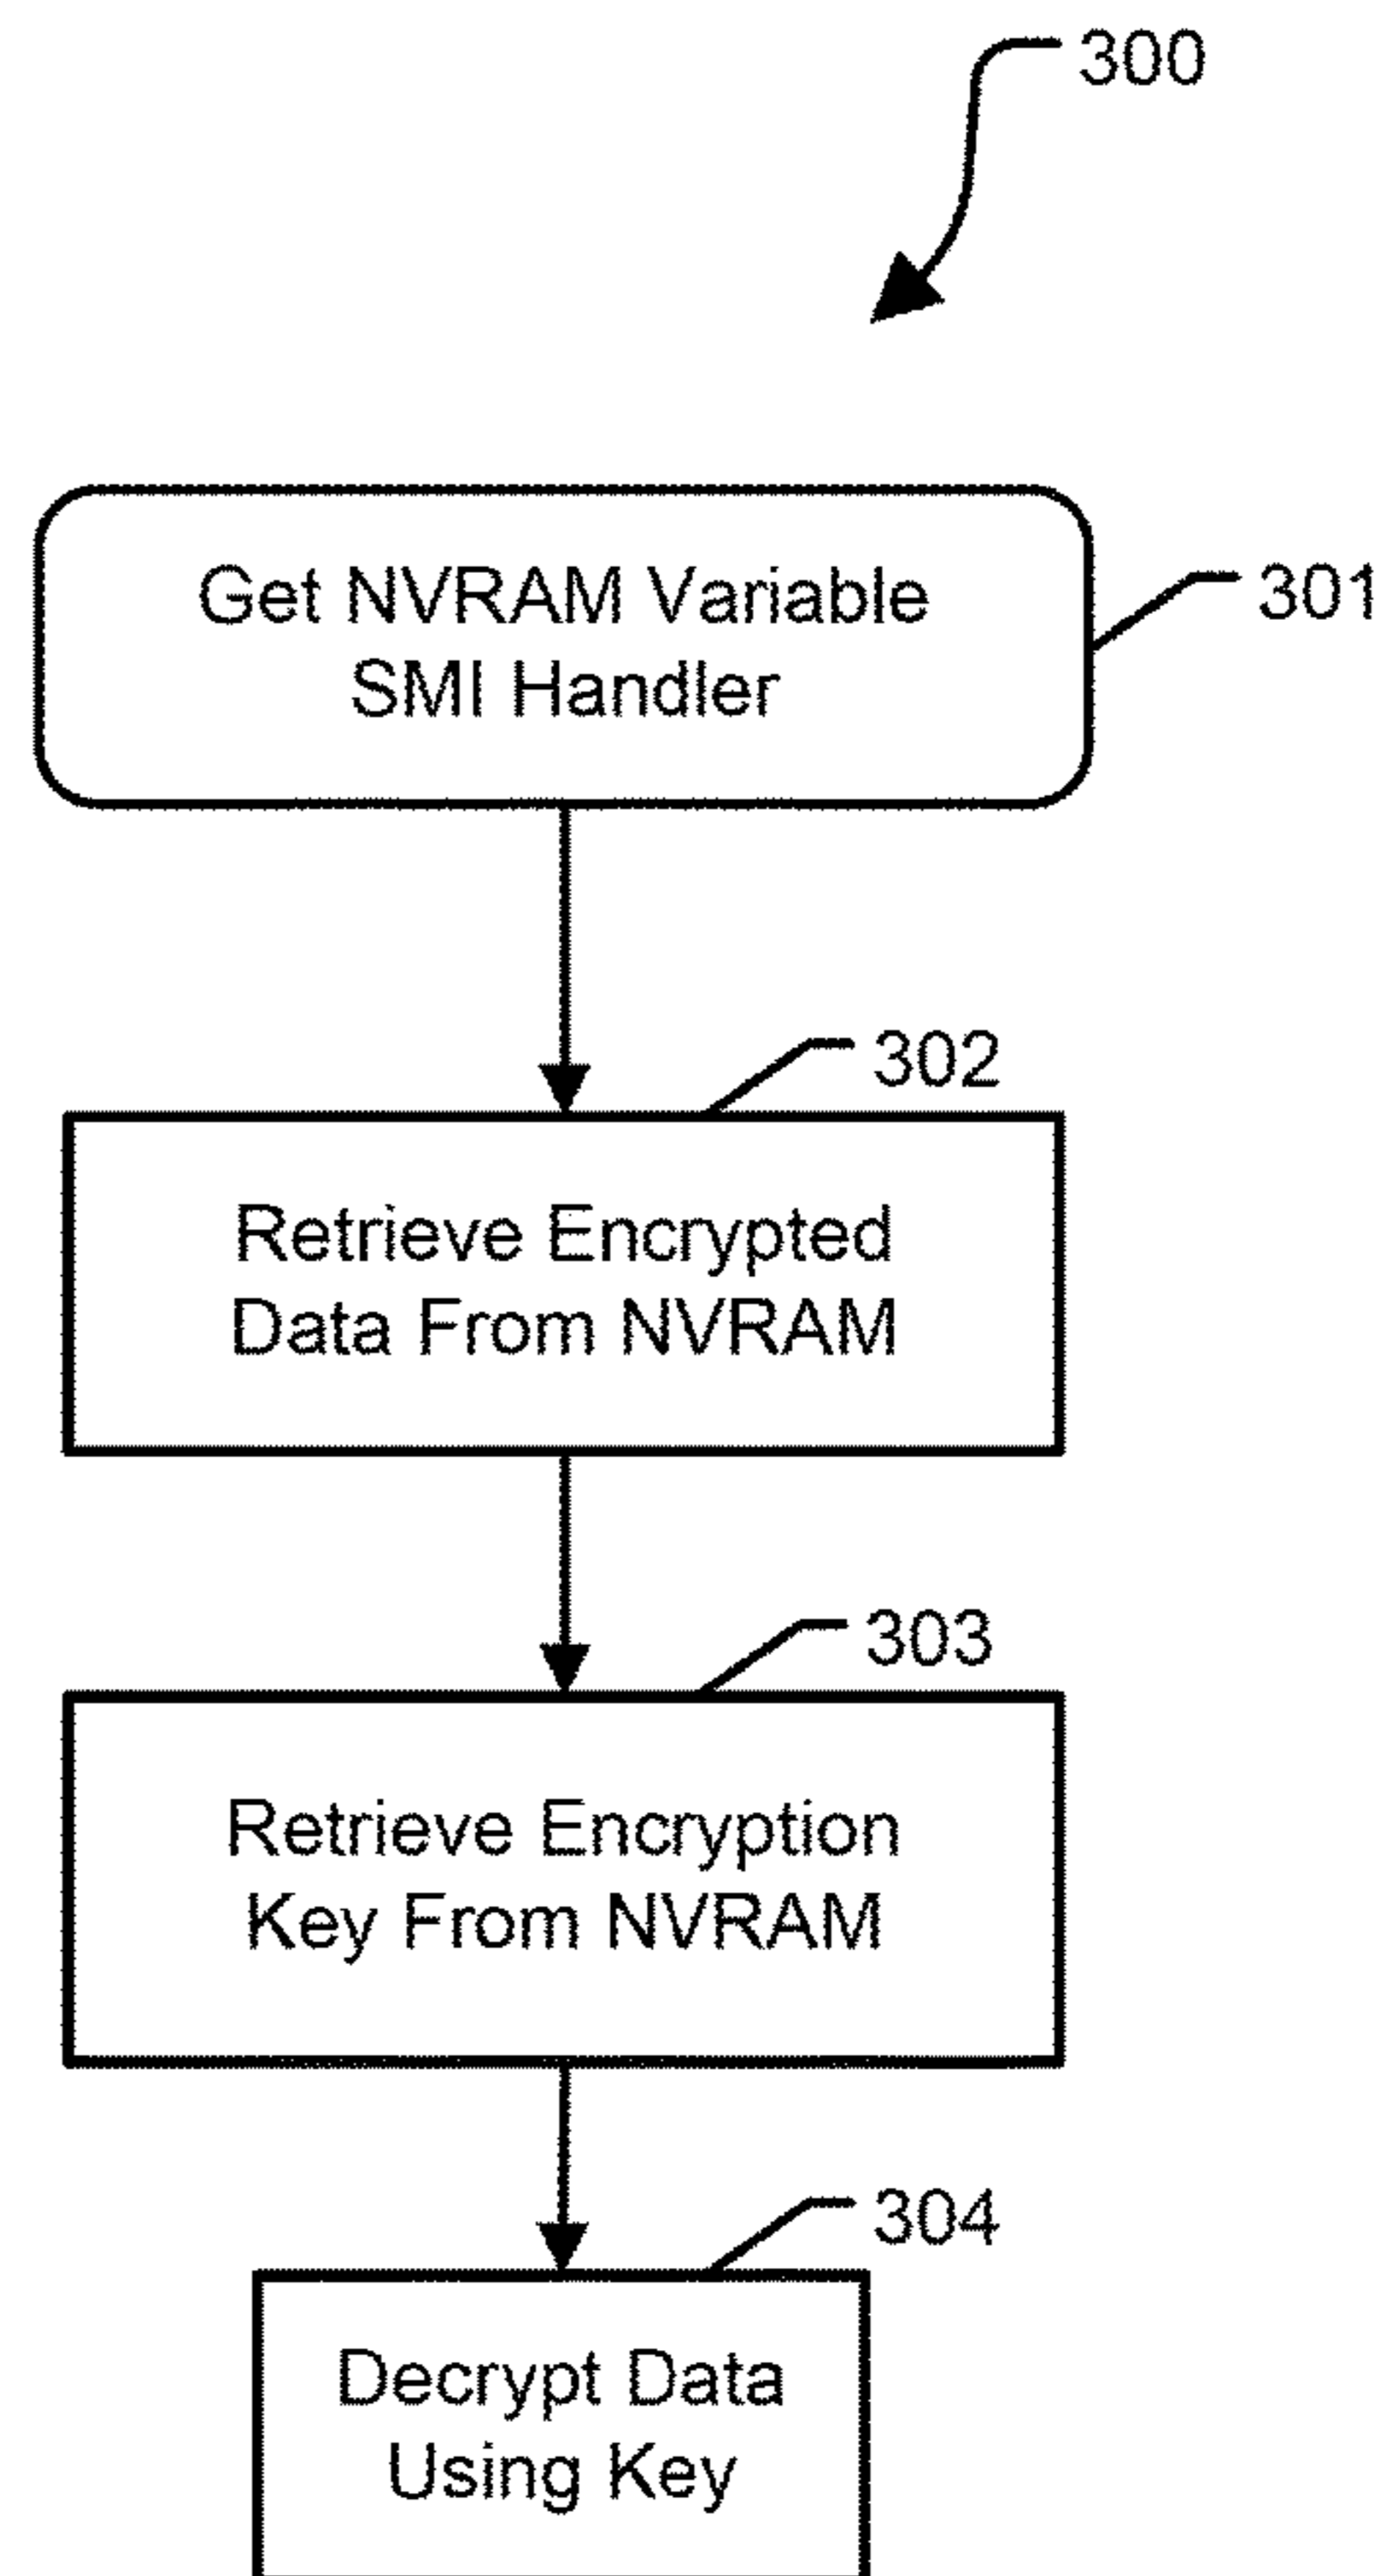 300
Get NVRAM Variable
SMI Handler
301
302
Retrieve Encrypted
Data From NVRAM
303
Retrieve Encryption
Key From NVRAM
304
Decrypt Data
Using Key